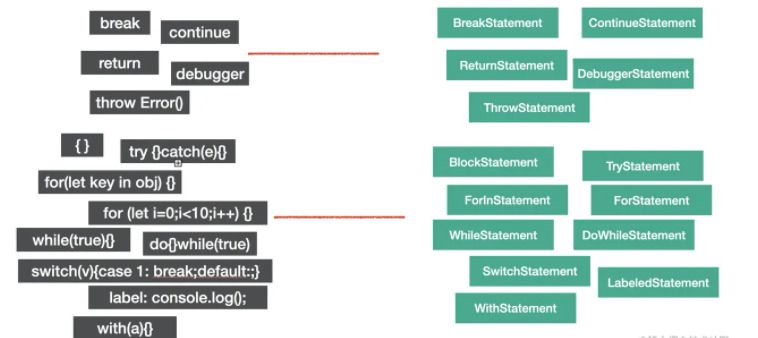 break
continue
return
debugger
throw Error()
BreakStatement
ContinueStatement
ReturnStatement
DebuggerStatement
ThrowStatement
{ }
try {}catch(e){}
for(let key in obj) {}
for (let i=0;i<10;i++) {}
while(true){}
do{}while(true)
switch(v){case 1: break;default:;}
label: console.log();
with(a){}
BlockStatement
TryStatement
ForInStatement
ForStatement
WhileStatement
DoWhileStatement
SwitchStatement
LabeledStatement
WithStatement